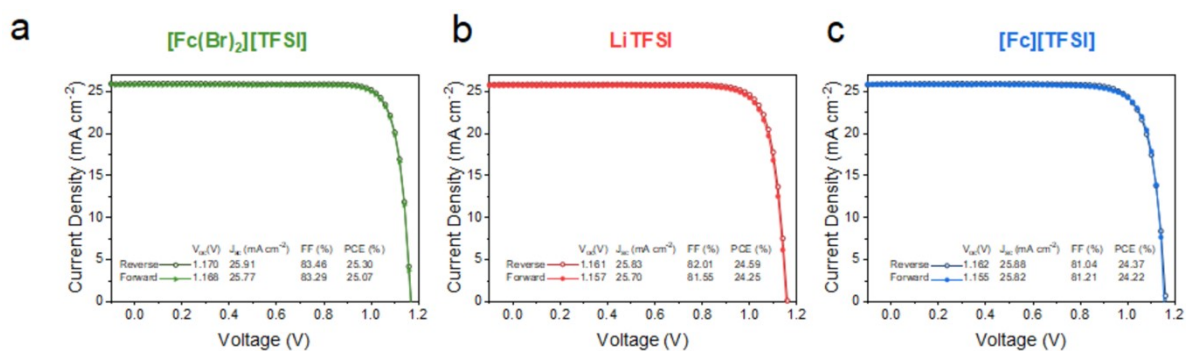 a
[Fc(Br)₂][TFSI]
Current Density (mA cm⁻²)
25
20
15
10
5
0
Vₒc(V) Jₛc (mA cm⁻²) FF (%) PCE (%)
Reverse 1.170 25.91 83.46 25.30
Forward 1.168 25.77 83.29 25.07
0.0 0.2 0.4 0.6 0.8 1.0 1.2
Voltage (V)
b
LiTFSI
Current Density (mA cm⁻²)
25
20
15
10
5
0
Vₒc(V) Jₛc (mA cm⁻²) FF (%) PCE (%)
Reverse 1.161 25.83 82.01 24.59
Forward 1.157 25.70 81.55 24.25
0.0 0.2 0.4 0.6 0.8 1.0 1.2
Voltage (V)
c
[Fc][TFSI]
Current Density (mA cm⁻²)
25
20
15
10
5
0
Vₒc(V) Jₛc (mA cm⁻²) FF (%) PCE (%)
Reverse 1.162 25.88 81.04 24.37
Forward 1.155 25.82 81.21 24.22
0.0 0.2 0.4 0.6 0.8 1.0 1.2
Voltage (V)